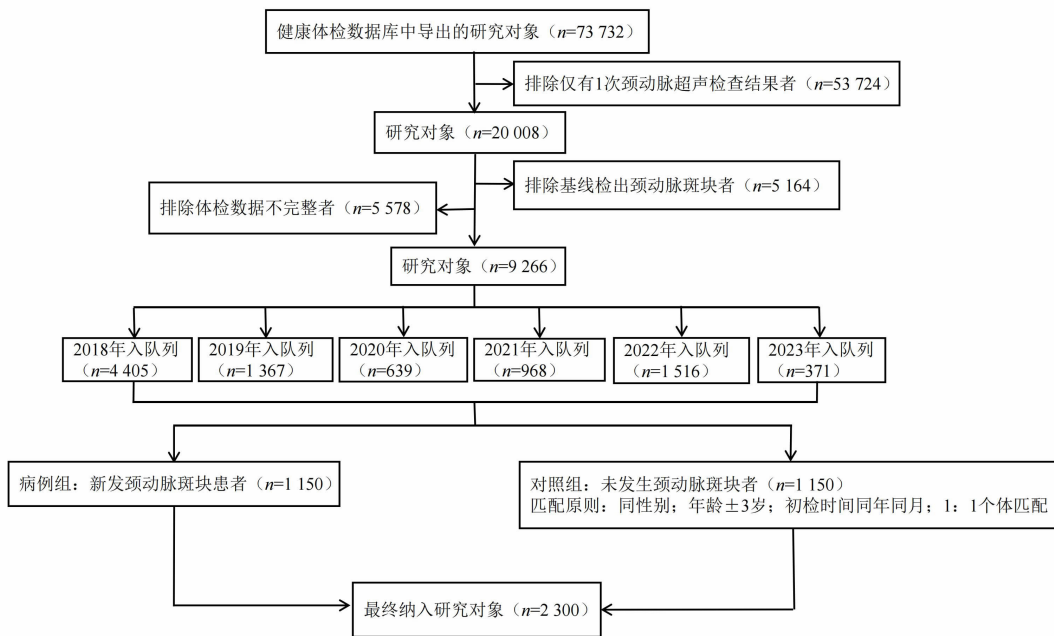 健康体检数据库中导出的研究对象（n=73 732）
排除仅有1次颈动脉超声检查结果者（n=53 724）
研究对象（n=20 008）
排除基线检出颈动脉斑块者（n=5 164）
排除体检数据不完整者（n=5 578）
研究对象（n=9 266）
2018年入队列
（n=4 405）
2019年入队列
（n=1 367）
2020年入队列
（n=639）
2021年入队列
（n=968）
2022年入队列
（n=1 516）
2023年入队列
（n=371）
病例组：新发颈动脉斑块患者（n=1 150）
对照组：未发生颈动脉斑块者（n=1 150）
匹配原则：同性别；年龄±3岁；初检时间同年同月；1：1个体匹配
最终纳入研究对象（n=2 300）